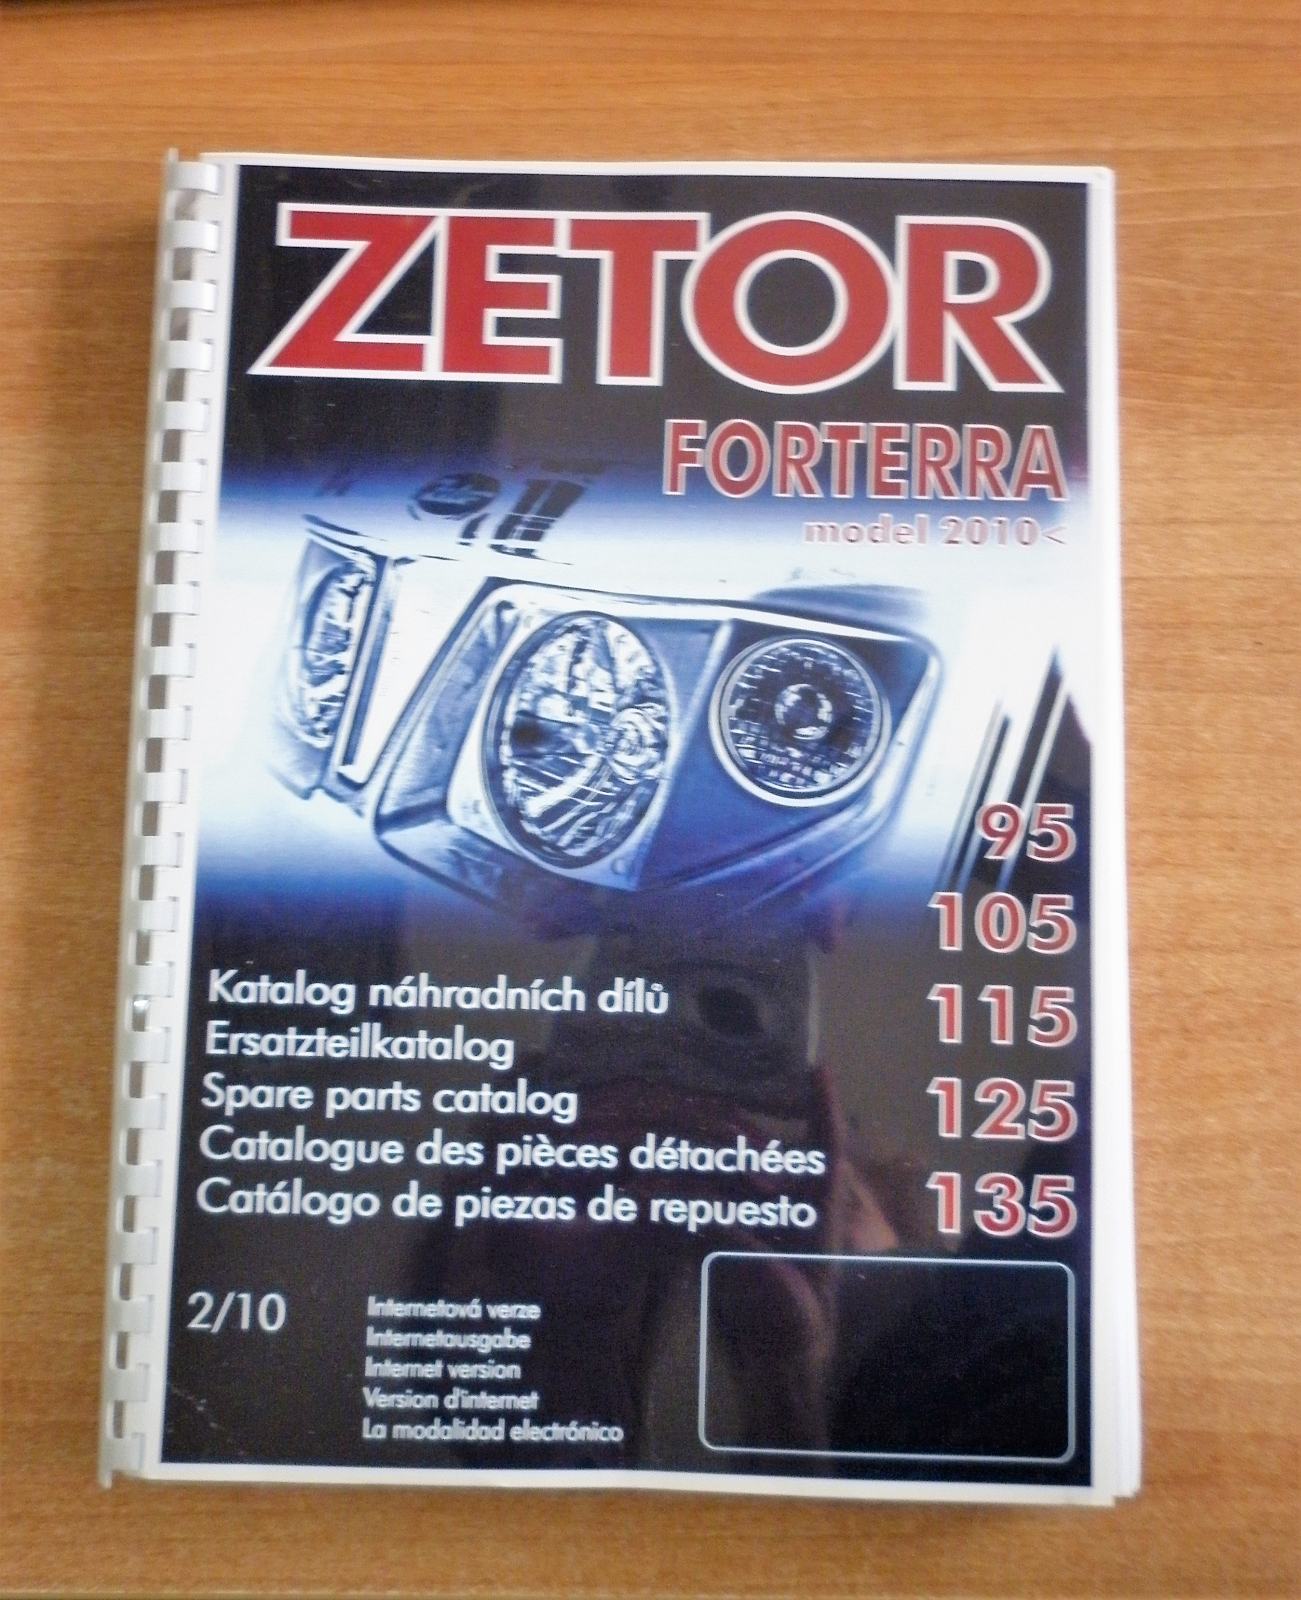 ZETOR
FORTERRA
model 2010<
95
105
115
125
135
Katalog náhradních dílů
Ersatzteilkatalog
Spare parts catalog
Catalogue des pièces détachées
Catálogo de piezas de repuesto
2/10
Internetová verze
Internetausgabe
Internet version
Version d'internet
La modalidad electrónico